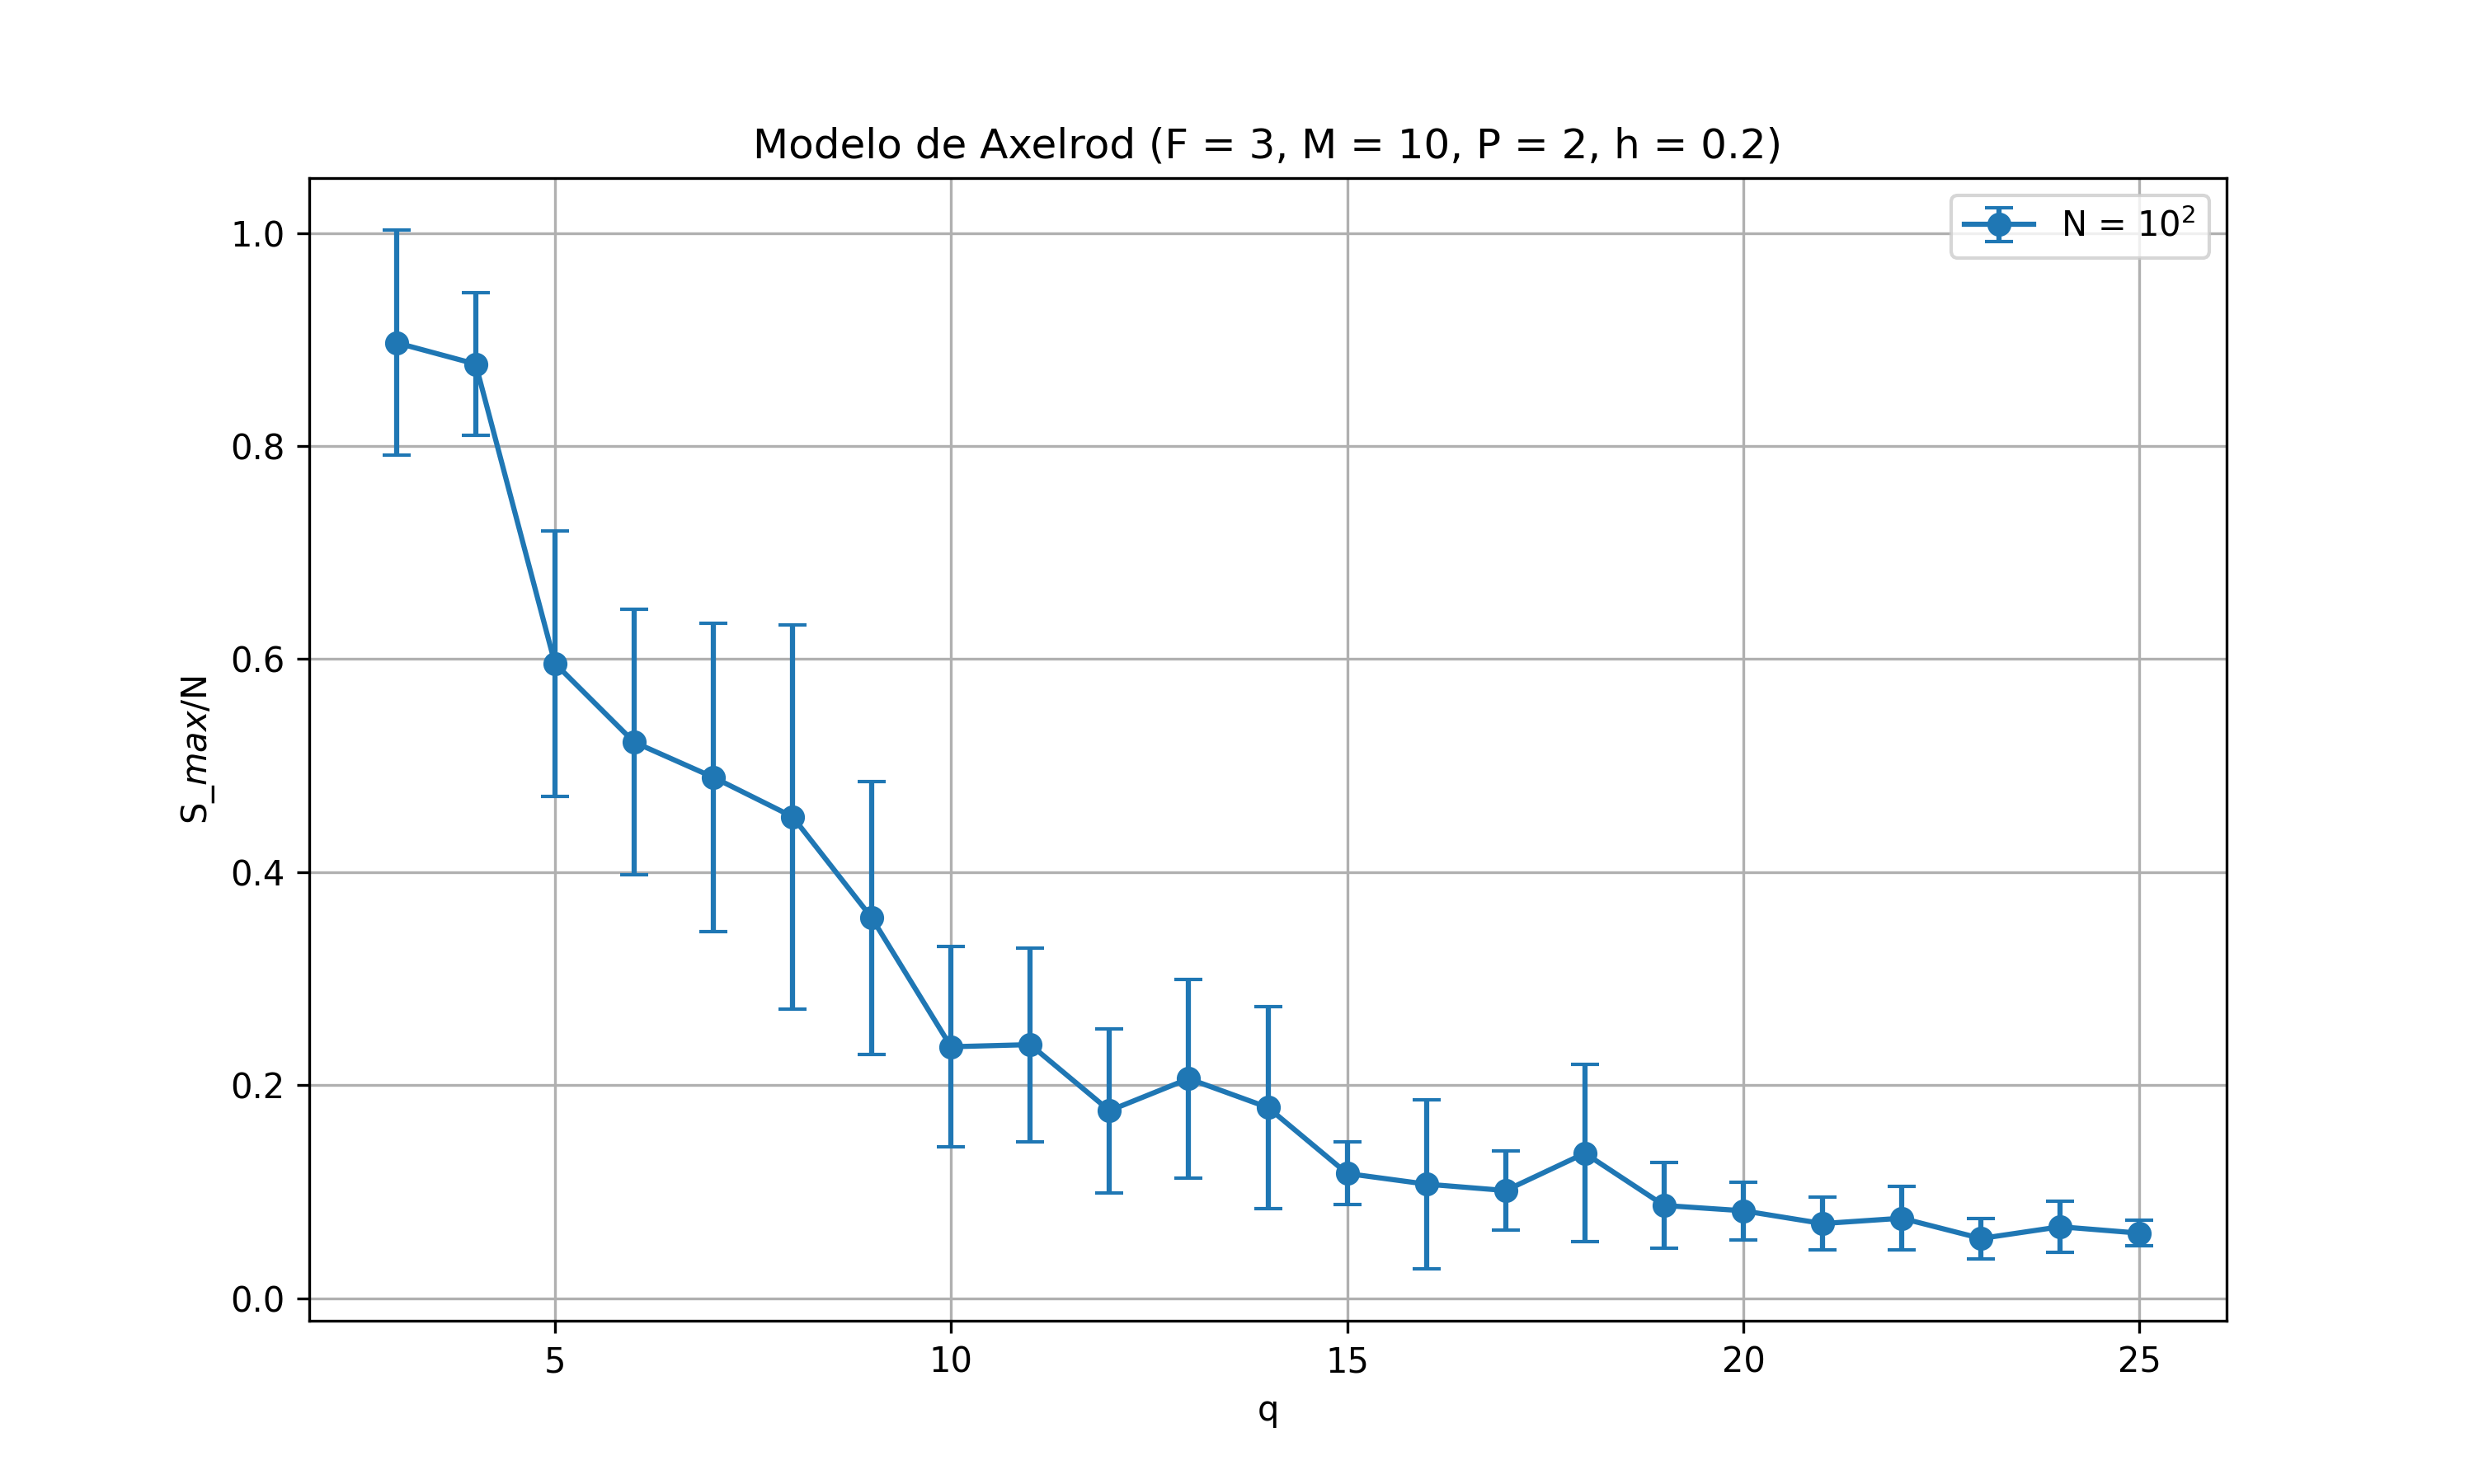 Modelo de Axelrod (F = 3, M = 10, P = 2, h = 0.2)
N = 10²
S_max/N
1.0
0.8
0.6
0.4
0.2
0.0
5 10 15 20 25
q